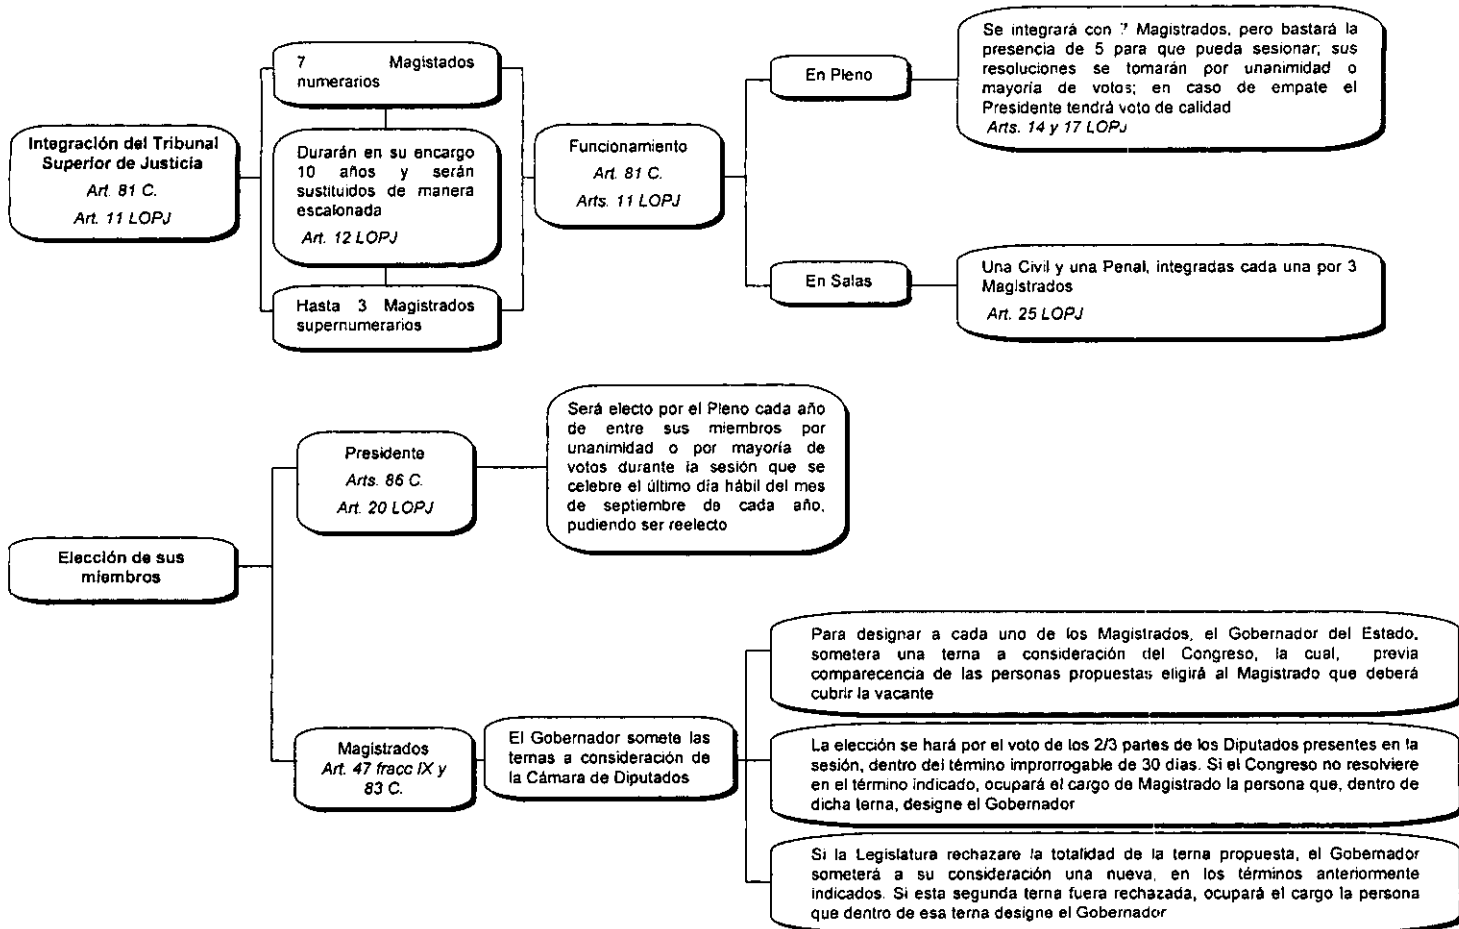 Integración del Tribunal
Superior de Justicia
Art. 81 C.
Art. 11 LOPJ
7 Magistados
numerarios
Durarán en su encargo
10 años y serán
sustituidos de manera
escalonada
Art. 12 LOPJ
Hasta 3 Magistrados
supernumerarios
Funcionamiento
Art. 81 C.
Arts. 11 LOPJ
En Pleno
Se integrará con 7 Magistrados, pero bastará la
presencia de 5 para que pueda sesionar; sus
resoluciones se tomarán por unanimidad o
mayoría de votos; en caso de empate el
Presidente tendrá voto de calidad
Arts. 14 y 17 LOPJ
En Salas
Una Civil y una Penal, integradas cada una por 3
Magistrados
Art. 25 LOPJ
Elección de sus
miembros
Presidente
Arts. 86 C.
Art. 20 LOPJ
Será electo por el Pleno cada año
de entre sus miembros por
unanimidad o por mayoría de
votos durante la sesión que se
celebre el último día hábil del mes
de septiembre de cada año,
pudiendo ser reelecto
Magistrados
Art. 47 fracc IX y
83 C.
El Gobernador somete las
ternas a consideración de
la Cámara de Diputados
Para designar a cada uno de los Magistrados, el Gobernador del Estado,
sometera una terna a consideración del Congreso, la cual, previa
comparecencia de las personas propuestas eligirá al Magistrado que deberá
cubrir la vacante
La elección se hará por el voto de los 2/3 partes de los Diputados presentes en la
sesión, dentro del término improrrogable de 30 días. Si el Congreso no resolviere
en el término indicado, ocupará el cargo de Magistrado la persona que, dentro de
dicha terna, designe el Gobernador
Si la Legislatura rechazare la totalidad de la terna propuesta, el Gobernador
someterá a su consideración una nueva, en los términos anteriormente
indicados. Si esta segunda terna fuera rechazada, ocupará el cargo la persona
que dentro de esa terna designe el Gobernador